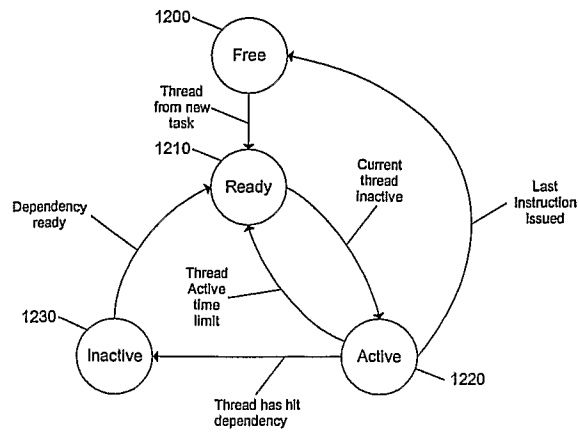 1200
Free
Thread
from new
task
1210
Ready
Current
thread
inactive
Last
Instruction
Issued
Dependency
ready
Thread
Active
time
limit
1230
Inactive
Active
1220
Thread has hit
dependency